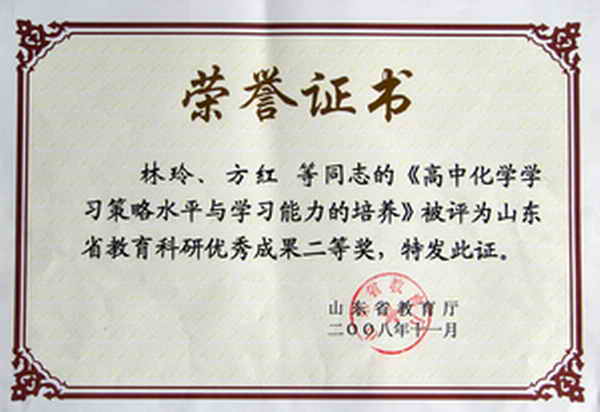 荣誉证书
林玲、方红 等同志的《高中化学学
习策略水平与学习能力的培养》被评为山东
省教育科研优秀成果二等奖，特发此证。
山东省教育厅
二〇〇八年十一月